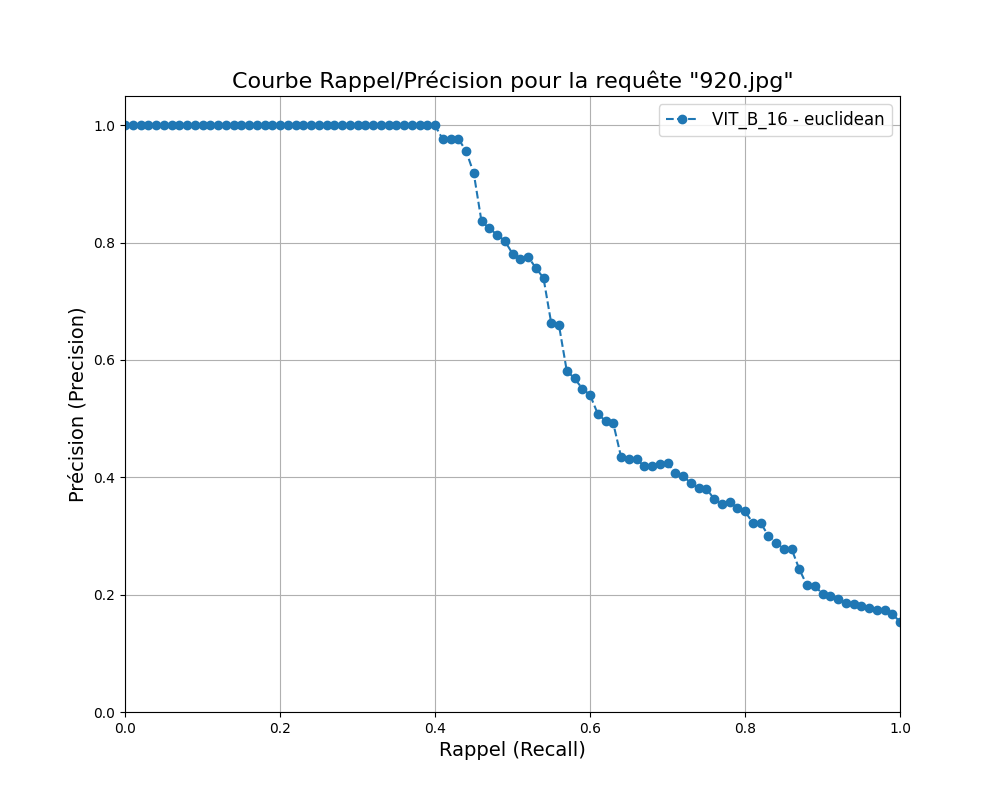 Courbe Rappel/Précision pour la requête "920.jpg"
VIT_B_16 - euclidean
1.0
0.8
0.6
0.4
0.2
0.0
Précision (Precision)
0.0 0.2 0.4 0.6 0.8 1.0
Rappel (Recall)